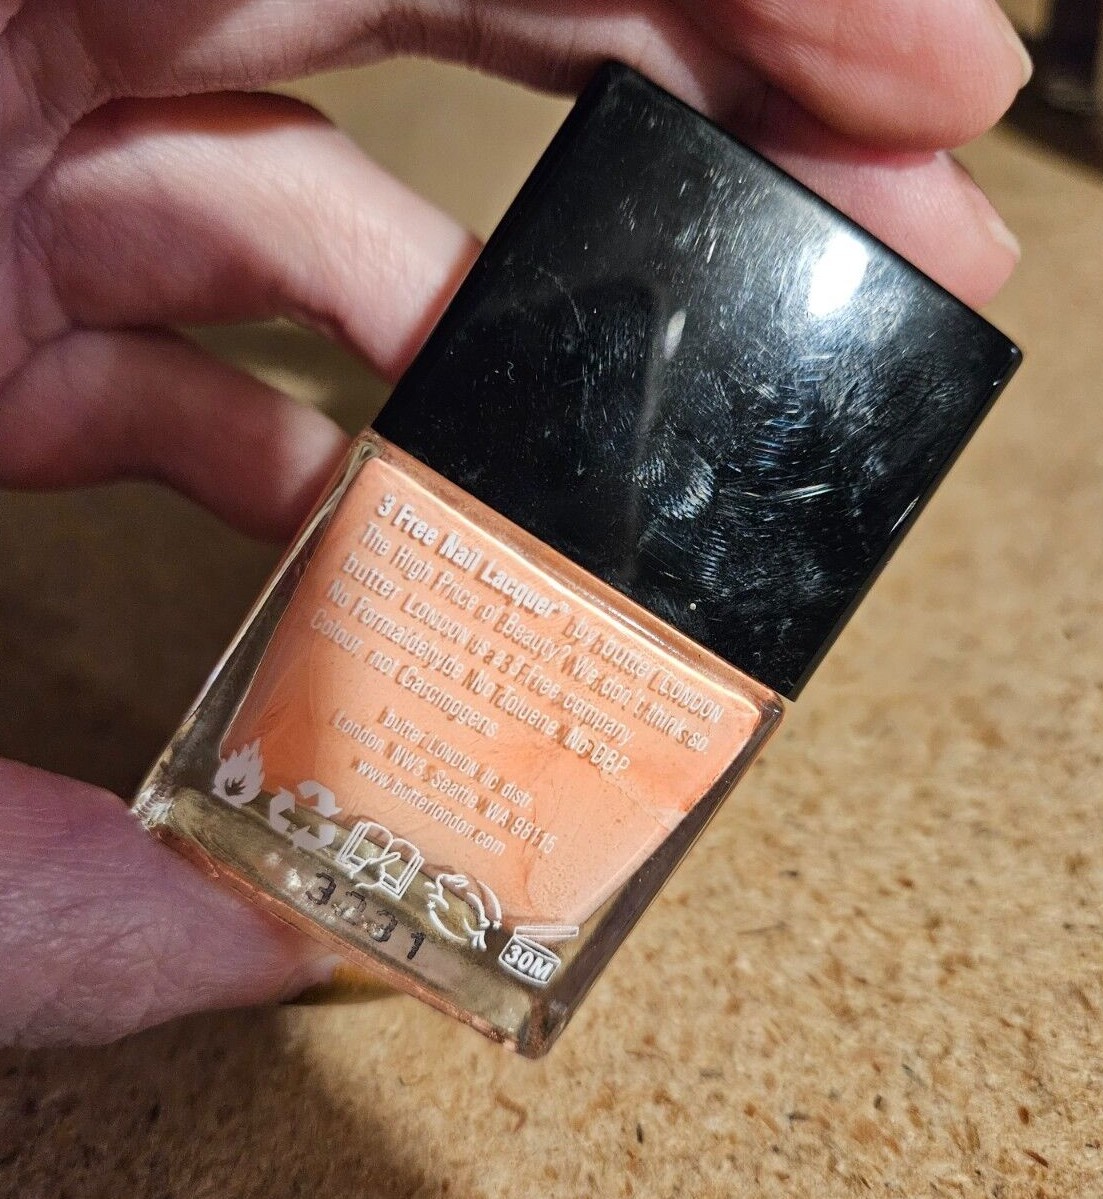 3 Free Nail Lacquer™ by butter LONDON
The High Price of Beauty? We don't think so
butter LONDON is a 3 Free company.
No Formaldehyde No Toluene, No DBP
Colour, not Carcinogens
butter LONDON llc distr.
London NW3, Seattle, WA 98115
www.butterlondon.com
3231
30M